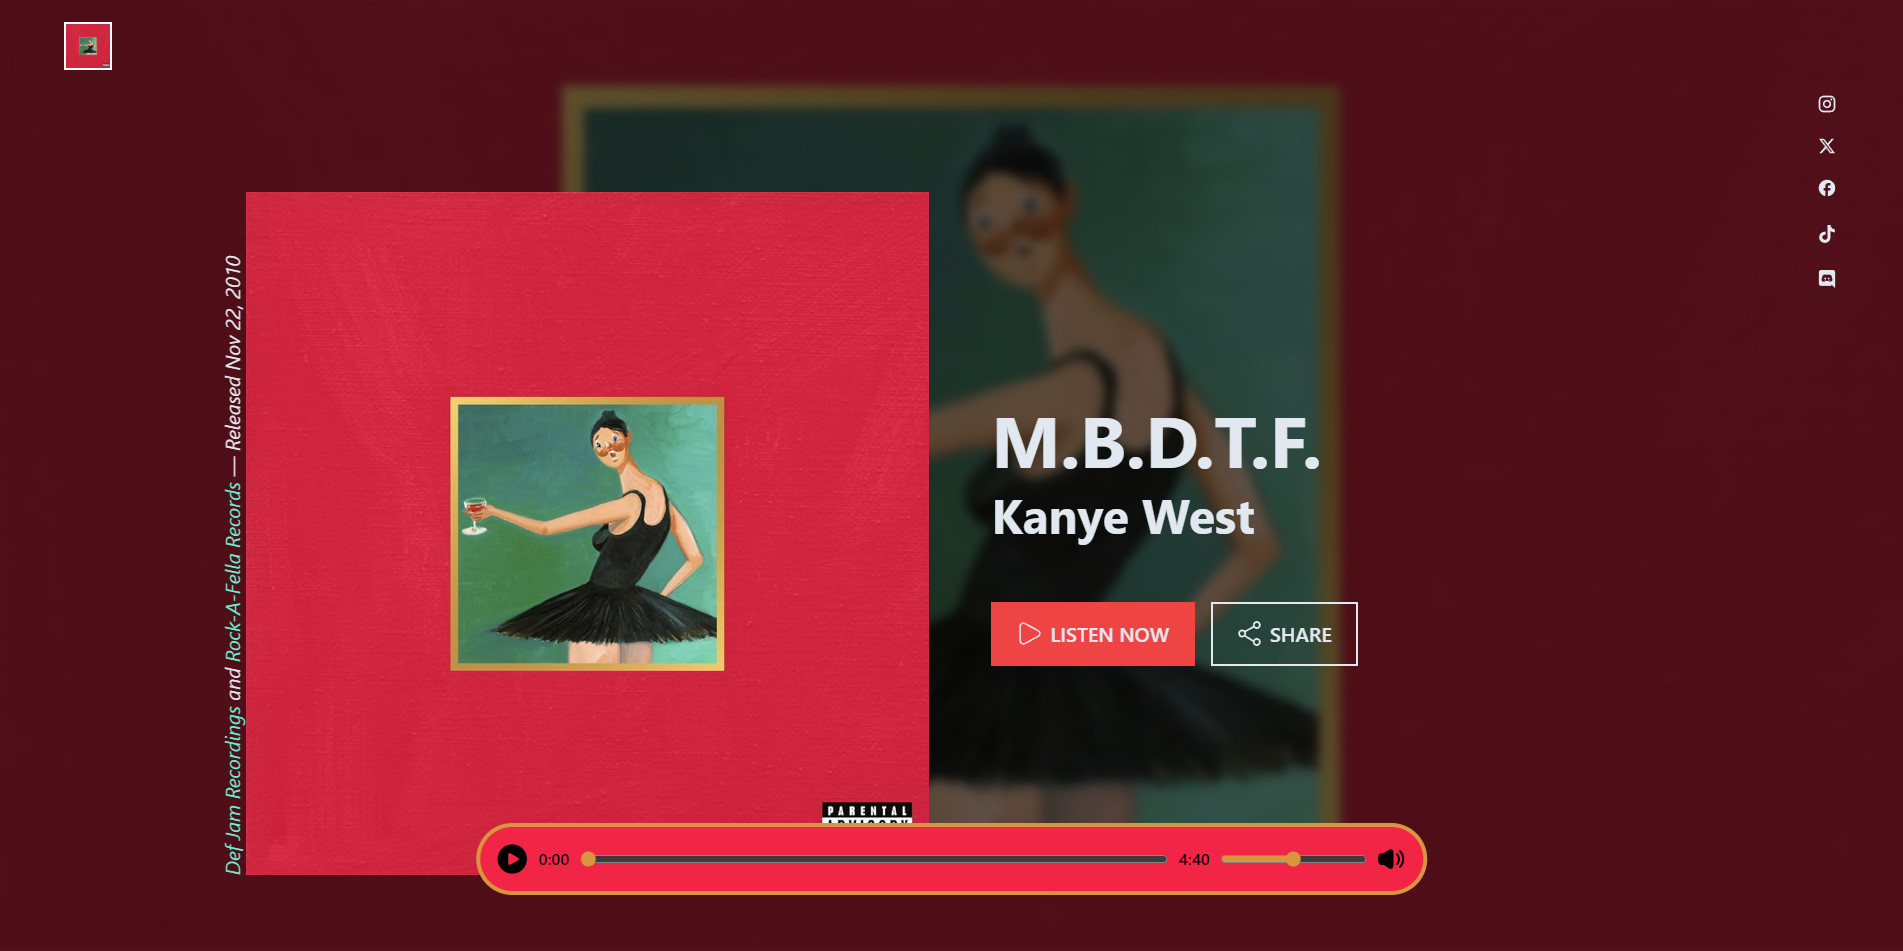 Def Jam Recordings and Rock-A-Fella Records — Released Nov 22, 2010
M.B.D.T.F.
Kanye West
LISTEN NOW
SHARE
PARENTAL
ADVISORY
0:00
4:40